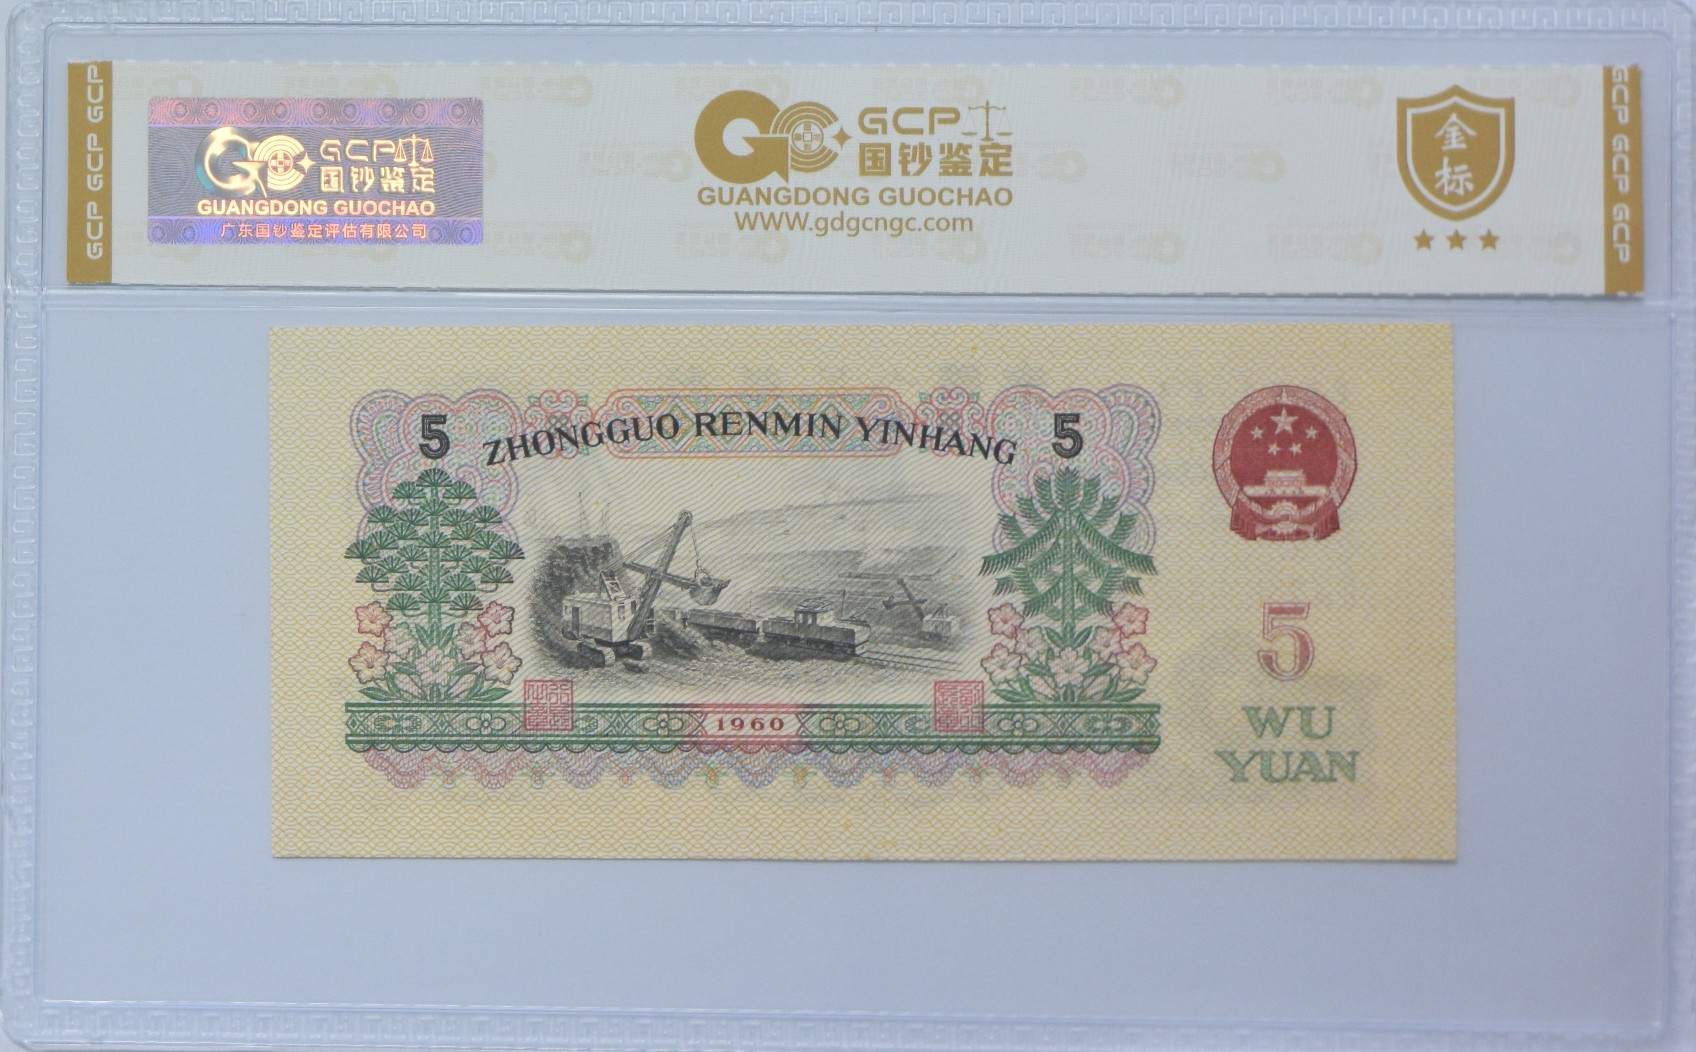 GCP GCP GCP
GCP
国钞鉴定
GUANGDONG GUOCHAO
广东国钞鉴定评估有限公司
GCP
国钞鉴定
GUANGDONG GUOCHAO
WWW.gdgcngc.com
金标
GCP GCP GCP
5 ZHONGGUO RENMIN YINHANG 5
1960
5
WU
YUAN